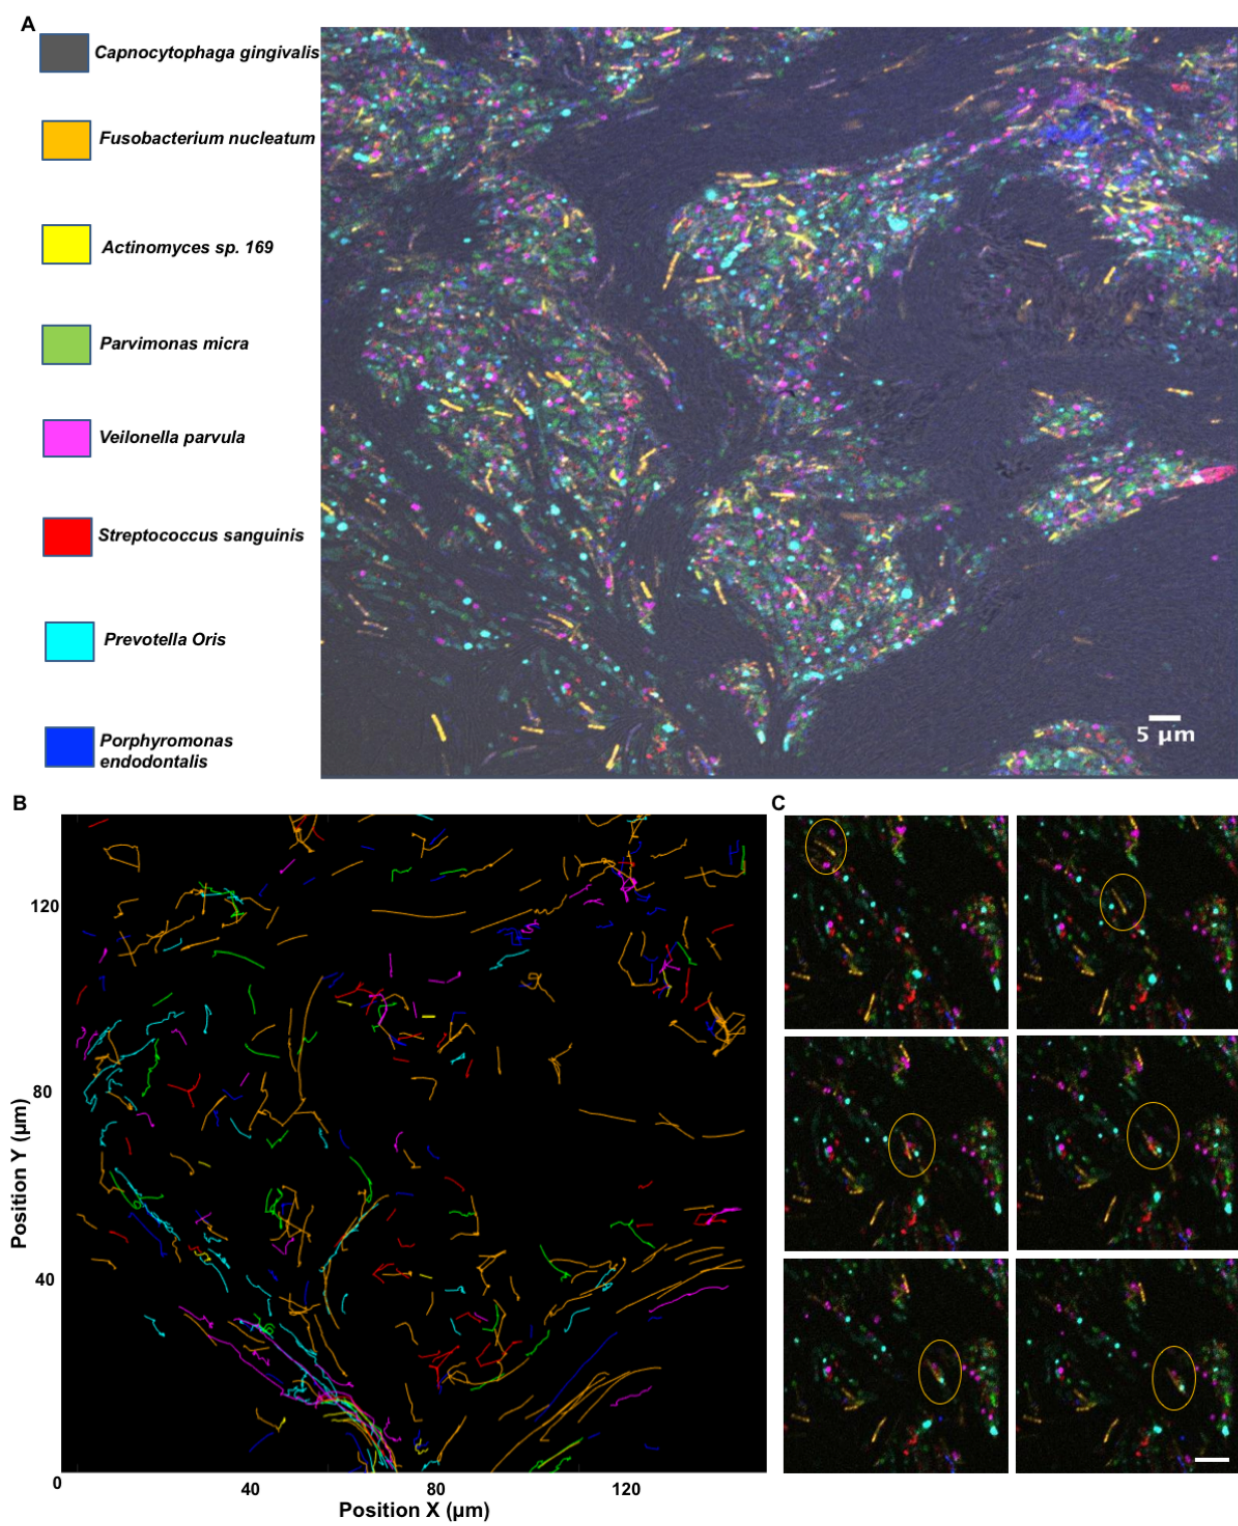 A
Capnocytophaga gingivalis
Fusobacterium nucleatum
Actinomyces sp. 169
Parvimonas micra
Veilonella parvula
Streptococcus sanguinis
Prevotella Oris
Porphyromonas
endodontalis
5 μm
B
C
120
80
40
Position Y (μm)
0
40
80
120
Position X (μm)